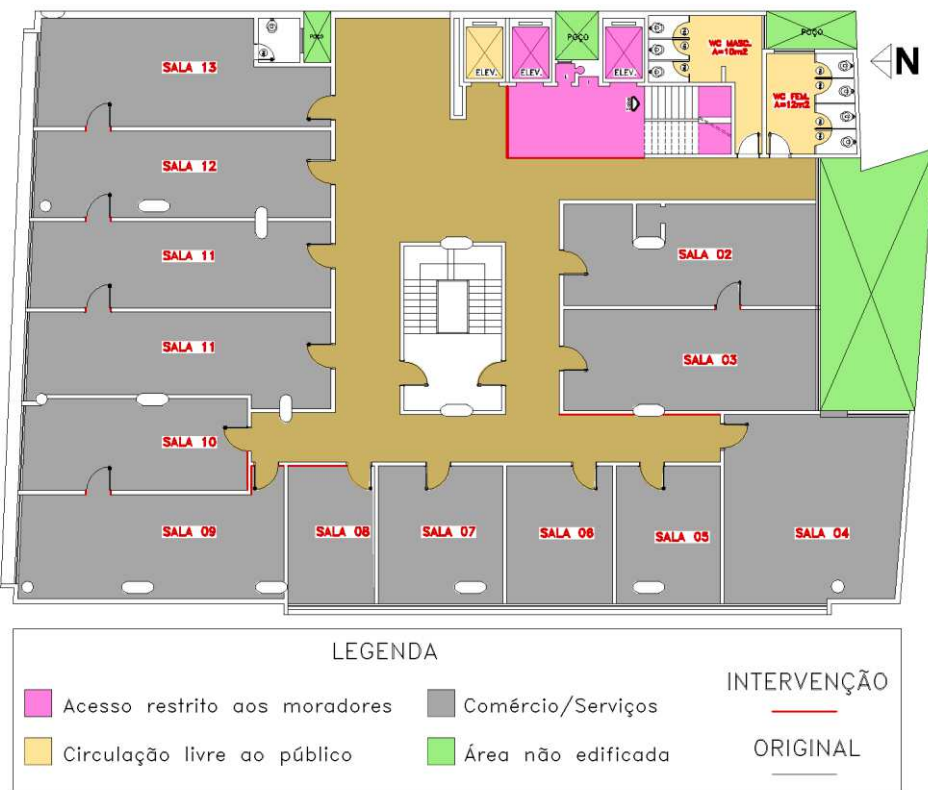 POÇO
POÇO
POÇO
ELEV.
ELEV.
ELEV.
WC MASC.
A=10m2
WC FEM.
A=12m2
N
SALA 13
SALA 12
SALA 11
SALA 11
SALA 10
SALA 09
SALA 08
SALA 07
SALA 06
SALA 05
SALA 04
SALA 02
SALA 03
LEGENDA
Acesso restrito aos moradores
Comércio/Serviços
INTERVENÇÃO
Circulação livre ao público
Área não edificada
ORIGINAL